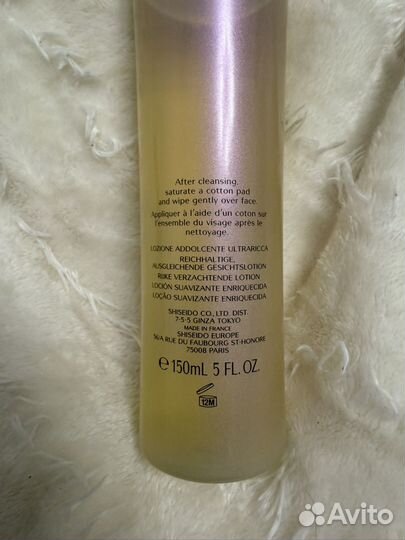 After cleansing,
saturate a cotton pad
and wipe gently over face.
Appliquer à l'aide d'un coton sur
l'ensemble du visage après le
nettoyage.
LOZIONE ADDOLCENTE ULTRARICCA
REICHHALTIGE,
AUSGLEICHENDE GESICHTSLOTION
RIJKE VERZACHTENDE LOTION
LOCIÓN SUAVIZANTE ENRIQUECIDA
LOÇÃO SUAVIZANTE ENRIQUECIDA
SHISEIDO CO., LTD. DIST.
7-5-5 GINZA TOKYO
MADE IN FRANCE
SHISEIDO EUROPE
56/A RUE DU FAUBOURG ST-HONORE
75008 PARIS
℮ 150mL 5 FL. OZ.
12M
Avito